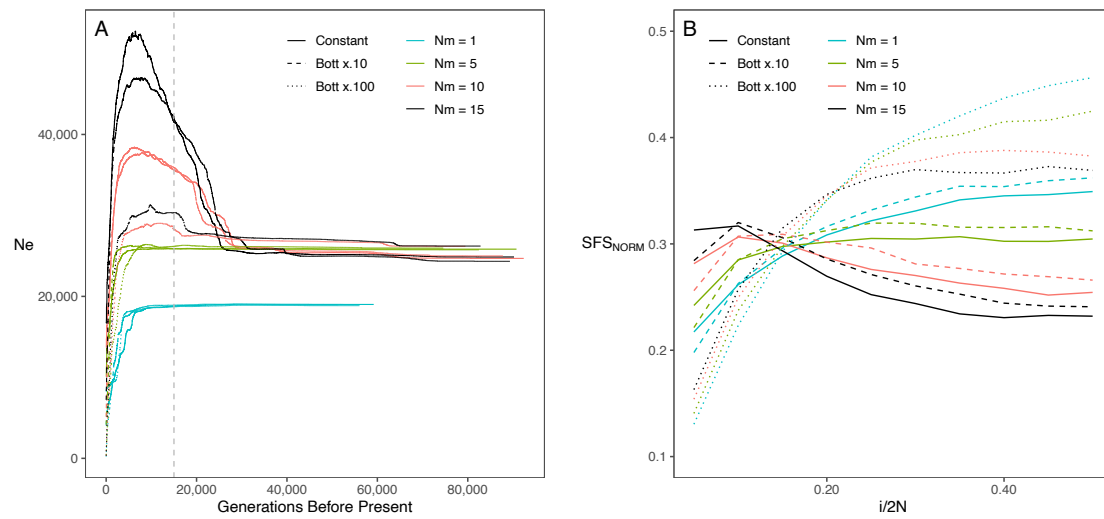 A
Constant
Bott x.10
Bott x.100
Nm = 1
Nm = 5
Nm = 10
Nm = 15
40,000
20,000
0
Ne
0
20,000
40,000
60,000
80,000
Generations Before Present
B
Constant
Bott x.10
Bott x.100
Nm = 1
Nm = 5
Nm = 10
Nm = 15
0.5
0.4
0.3
0.2
0.1
SFSNORM
0.20
0.40
i/2N